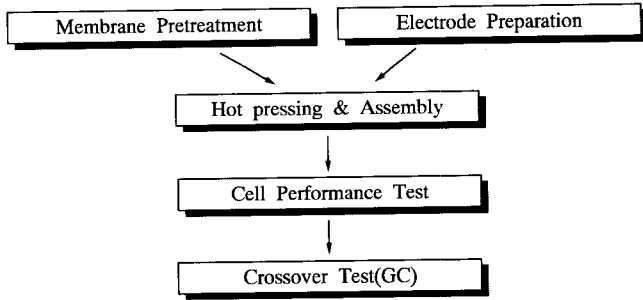 Membrane Pretreatment
Electrode Preparation
Hot pressing & Assembly
Cell Performance Test
Crossover Test(GC)